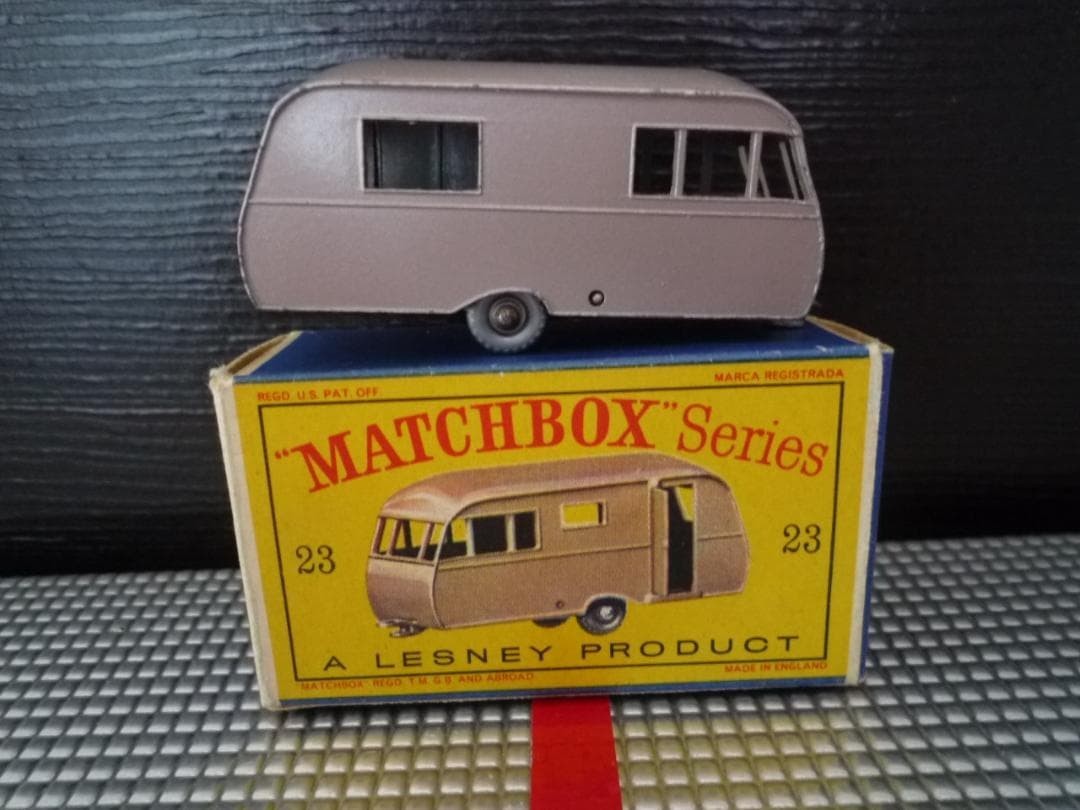 REGD. U.S. PAT. OFF.
MARCA REGISTRADA
"MATCHBOX" Series
23
23
A LESNEY PRODUCT
"MATCHBOX" REGD. T.M. G.B. AND ABROAD
MADE IN ENGLAND